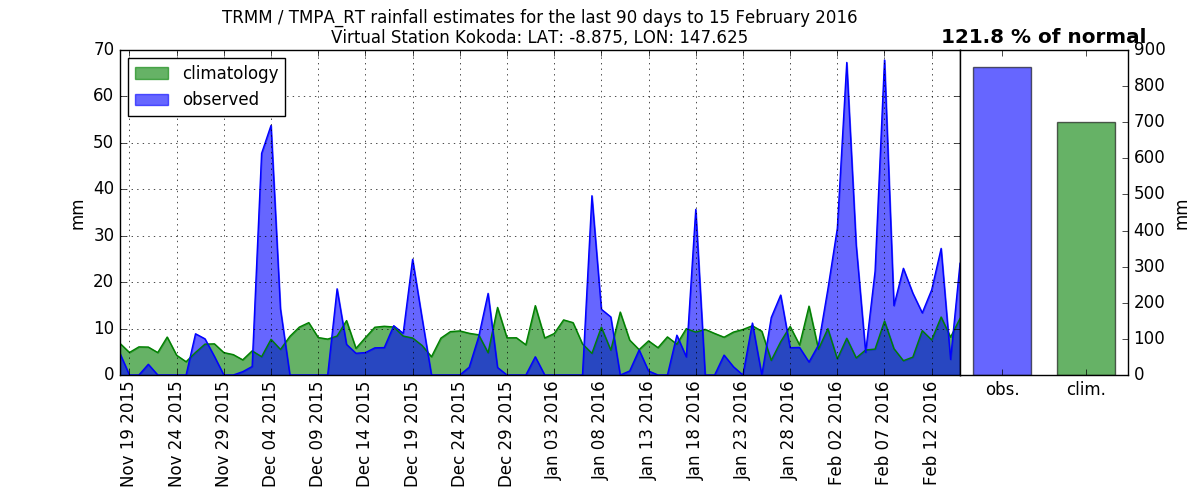 TRMM / TMPA_RT rainfall estimates for the last 90 days to 15 February 2016
Virtual Station Kokoda: LAT: -8.875, LON: 147.625
121.8 % of normal
climatology
observed
70
60
50
40
30
20
10
0
mm
900
800
700
600
500
400
300
200
100
0
mm
Nov 19 2015
Nov 24 2015
Nov 29 2015
Dec 04 2015
Dec 09 2015
Dec 14 2015
Dec 19 2015
Dec 24 2015
Dec 29 2015
Jan 03 2016
Jan 08 2016
Jan 13 2016
Jan 18 2016
Jan 23 2016
Jan 28 2016
Feb 02 2016
Feb 07 2016
Feb 12 2016
obs.
clim.